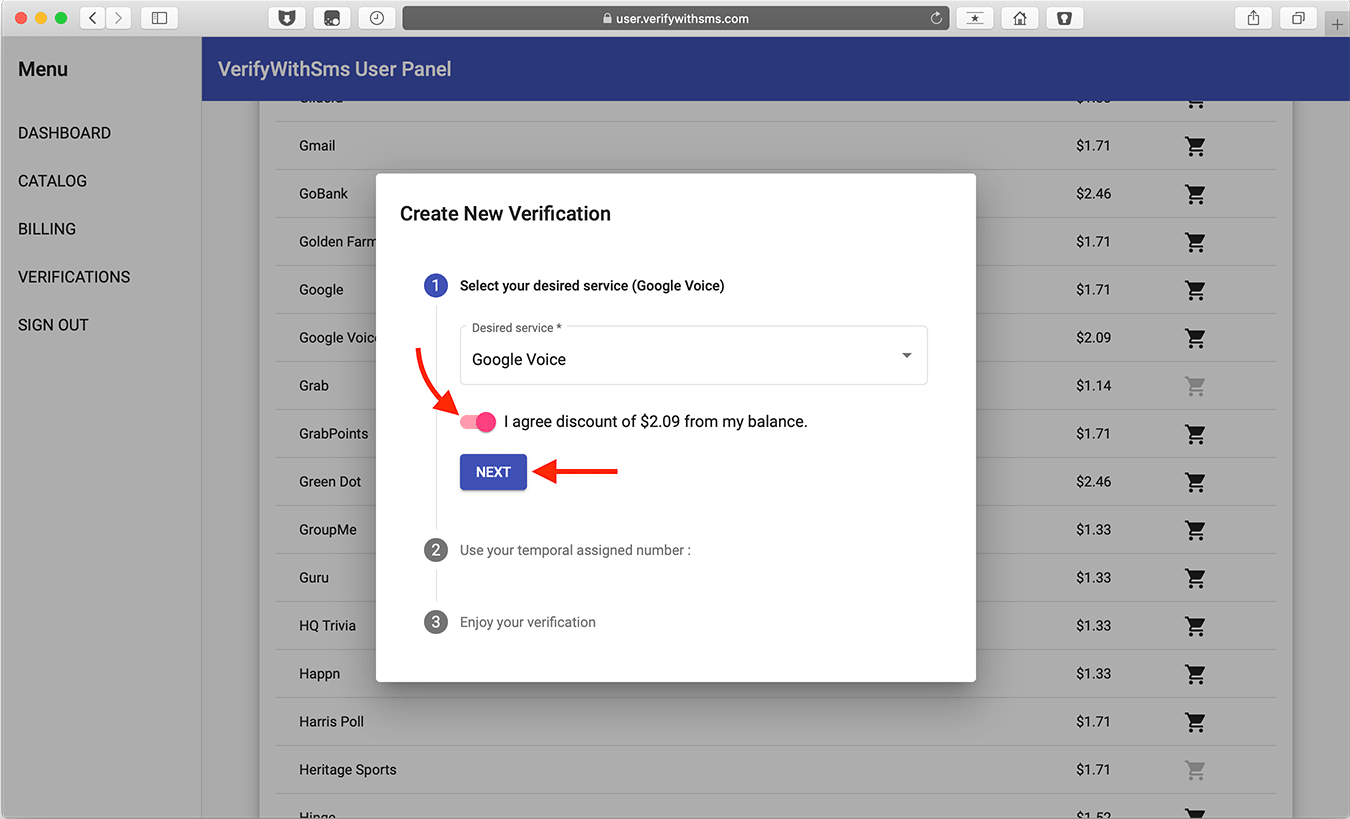 user.verifywithsms.com
Menu
VerifyWithSms User Panel
DASHBOARD
CATALOG
BILLING
VERIFICATIONS
SIGN OUT
Gmail $1.71
GoBank $2.46
Golden Farm
$1.71
Google $1.71
Google Voice $2.09
Grab $1.14
GrabPoints $1.71
Green Dot $2.46
GroupMe $1.33
Guru $1.33
HQ Trivia $1.33
Happn $1.33
Harris Poll $1.71
Heritage Sports $1.71
Hinge $1.52
Create New Verification
1 Select your desired service (Google Voice)
Desired service *
Google Voice
I agree discount of $2.09 from my balance.
NEXT
2 Use your temporal assigned number :
3 Enjoy your verification